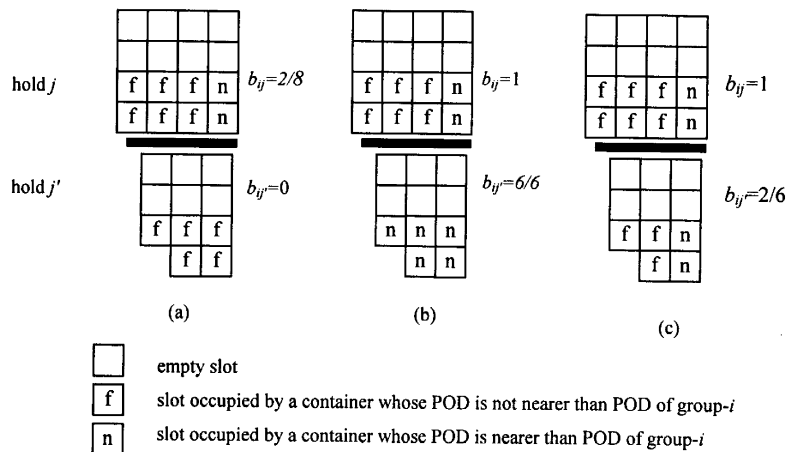 hold j
f f f n
f f f n
b_ij=2/8
f f f n
f f f n
b_ij=1
f f f n
f f f n
b_ij=1
hold j'
f f f
f f
b_ij'=0
n n n
n n
b_ij'=6/6
f f n
f n
b_ij'=2/6
(a)
(b)
(c)
empty slot
f slot occupied by a container whose POD is not nearer than POD of group-i
n slot occupied by a container whose POD is nearer than POD of group-i